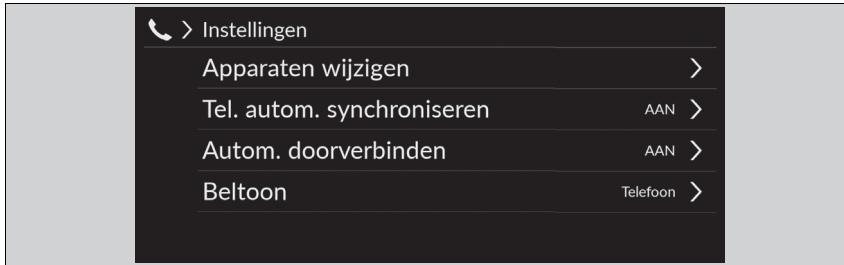 Instellingen
Apparaten wijzigen
Tel. autom. synchroniseren AAN
Autom. doorverbinden AAN
Beltoon Telefoon